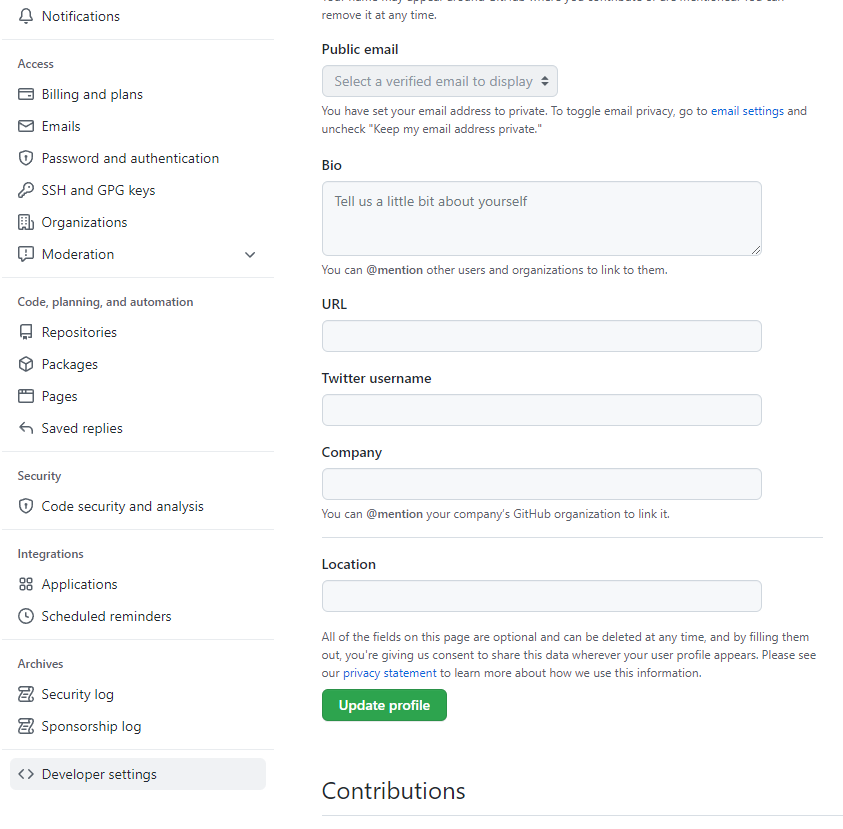 Notifications
Access
Billing and plans
Emails
Password and authentication
SSH and GPG keys
Organizations
Moderation
Code, planning, and automation
Repositories
Packages
Pages
Saved replies
Security
Code security and analysis
Integrations
Applications
Scheduled reminders
Archives
Security log
Sponsorship log
Developer settings
remove it at any time.
Public email
Select a verified email to display
You have set your email address to private. To toggle email privacy, go to email settings and
uncheck "Keep my email address private."
Bio
Tell us a little bit about yourself
You can @mention other users and organizations to link to them.
URL
Twitter username
Company
You can @mention your company's GitHub organization to link it.
Location
All of the fields on this page are optional and can be deleted at any time, and by filling them
out, you're giving us consent to share this data wherever your user profile appears. Please see
our privacy statement to learn more about how we use this information.
Update profile
Contributions